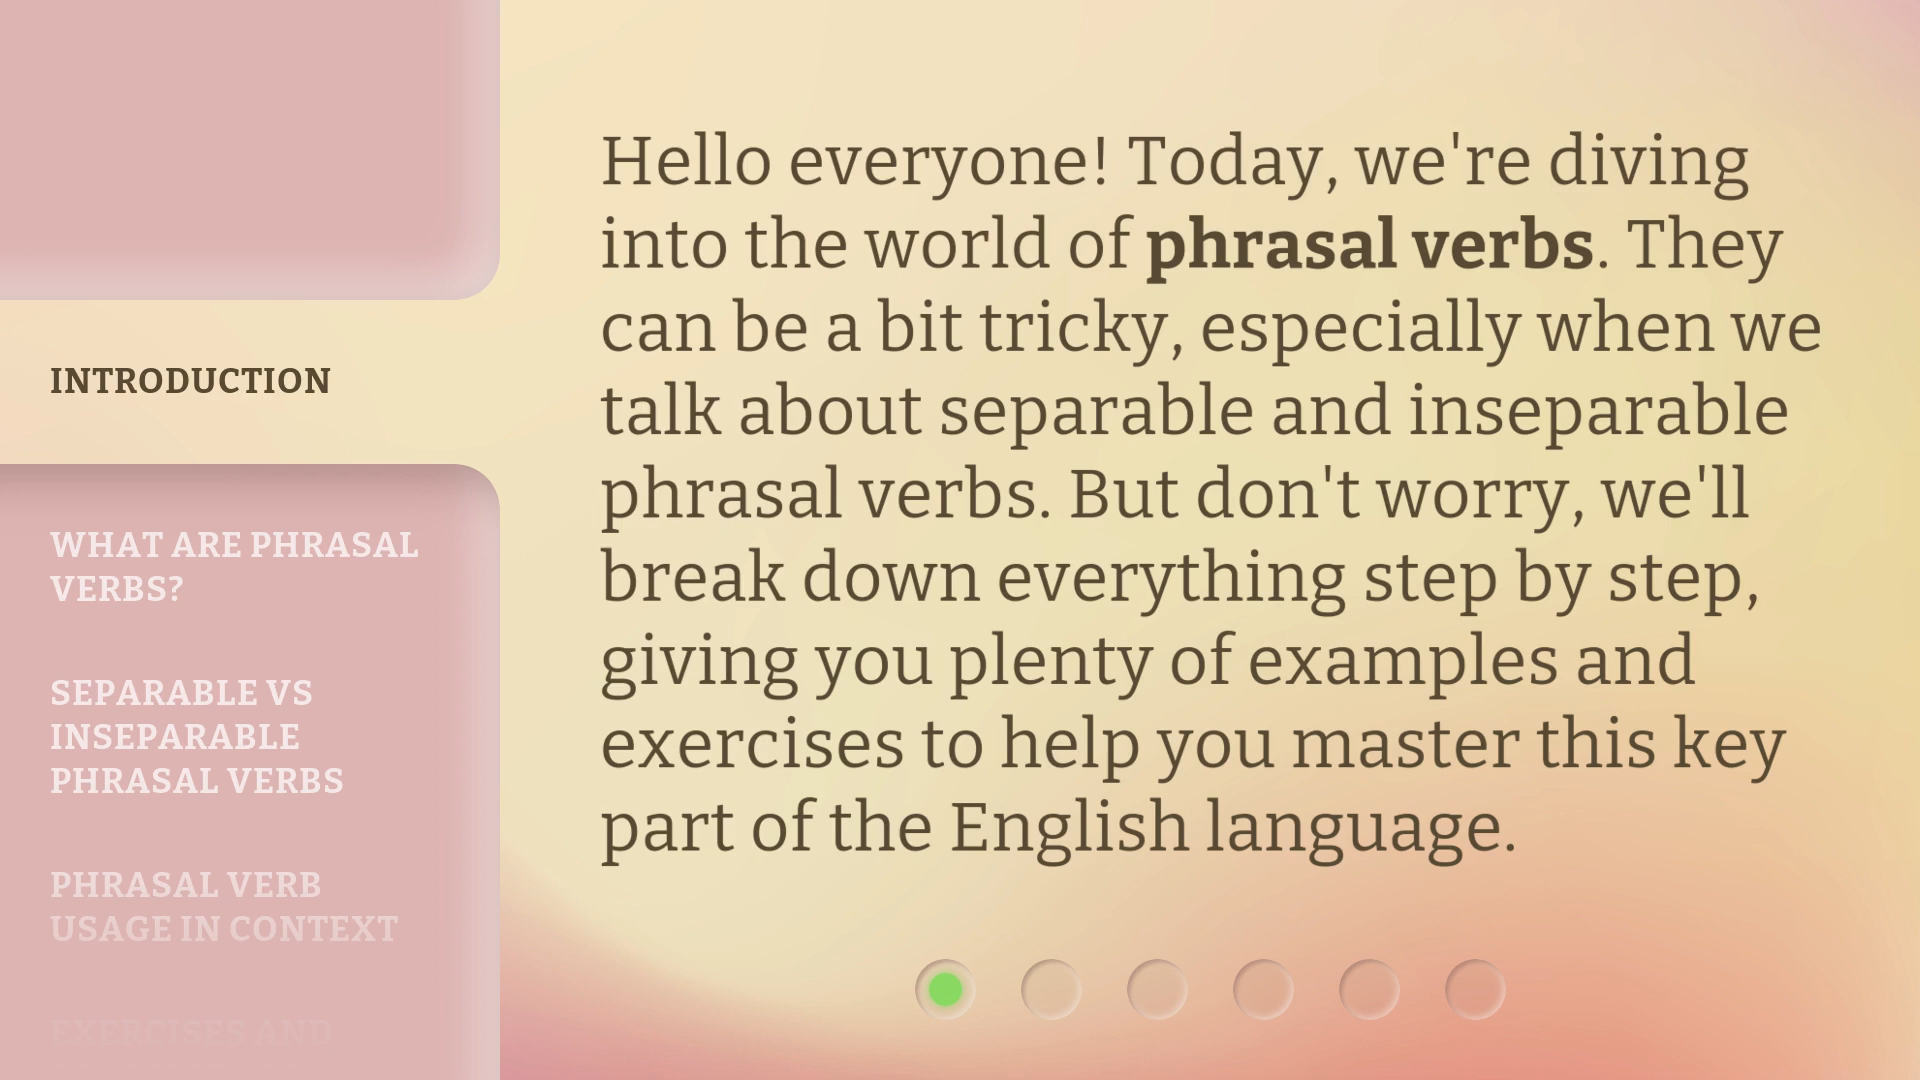 INTRODUCTION
WHAT ARE PHRASAL
VERBS?
SEPARABLE VS
INSEPARABLE
PHRASAL VERBS
PHRASAL VERB
USAGE IN CONTEXT
EXERCISES AND
Hello everyone! Today, we're diving
into the world of phrasal verbs. They
can be a bit tricky, especially when we
talk about separable and inseparable
phrasal verbs. But don't worry, we'll
break down everything step by step,
giving you plenty of examples and
exercises to help you master this key
part of the English language.